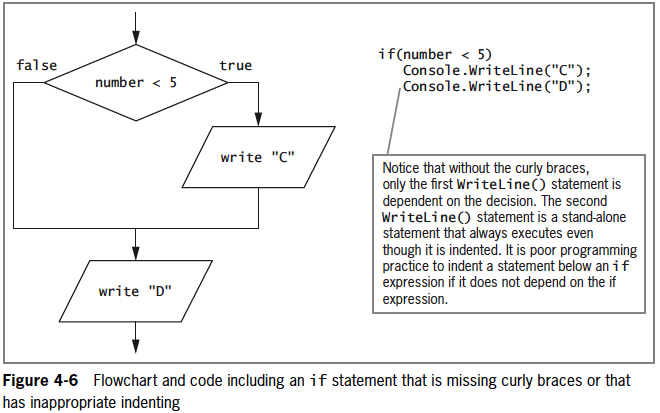 false
true
number < 5
write "C"
write "D"
if(number < 5)
Console.WriteLine("C");
Console.WriteLine("D");
Notice that without the curly braces,
only the first WriteLine() statement is
dependent on the decision. The second
WriteLine() statement is a stand-alone
statement that always executes even
though it is indented. It is poor programming
practice to indent a statement below an if
expression if it does not depend on the if
expression.
Figure 4-6 Flowchart and code including an if statement that is missing curly braces or that
has inappropriate indenting